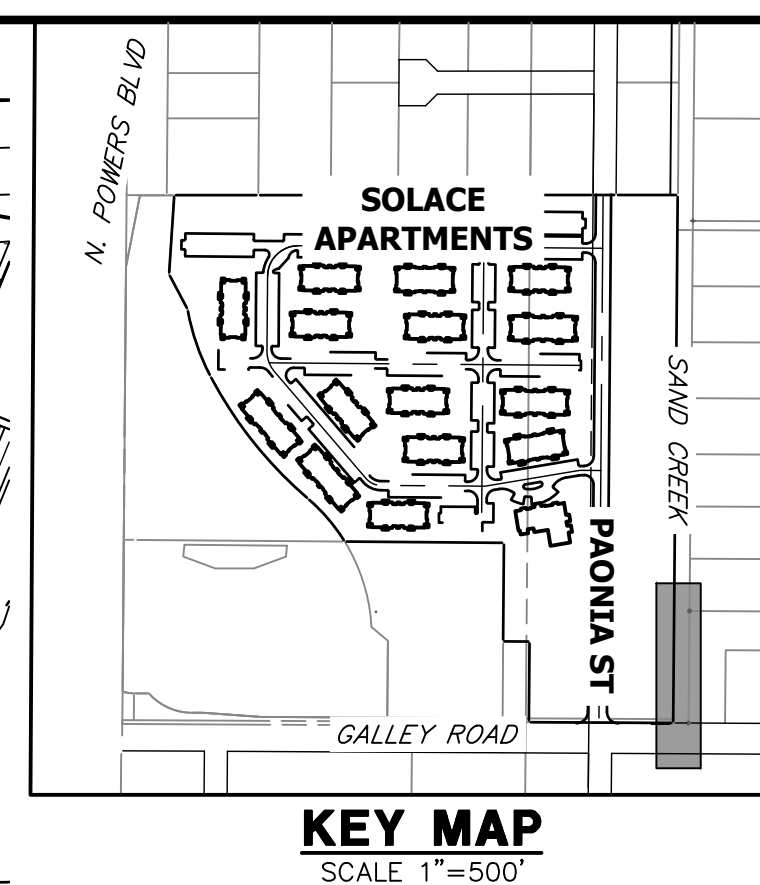 N. POWERS BLVD
SOLACE
APARTMENTS
SAND CREEK
PAONIA ST
GALLEY ROAD
KEY MAP
SCALE 1"=500'